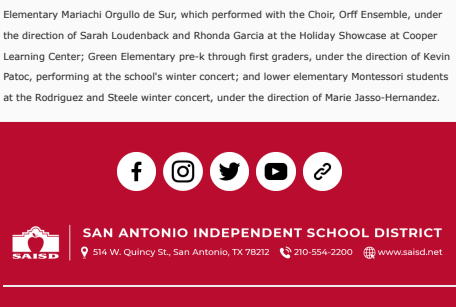 Elementary Mariachi Orgullo de Sur, which performed with the Choir, Orff Ensemble, under
the direction of Sarah Loudenback and Rhonda Garcia at the Holiday Showcase at Cooper
Learning Center; Green Elementary pre-k through first graders, under the direction of Kevin
Patoc, performing at the school's winter concert; and lower elementary Montessori students
at the Rodriguez and Steele winter concert, under the direction of Marie Jasso-Hernandez.
SAN ANTONIO INDEPENDENT SCHOOL DISTRICT
SAISD
514 W. Quincy St., San Antonio, TX 78212 210-554-2200 www.saisd.net